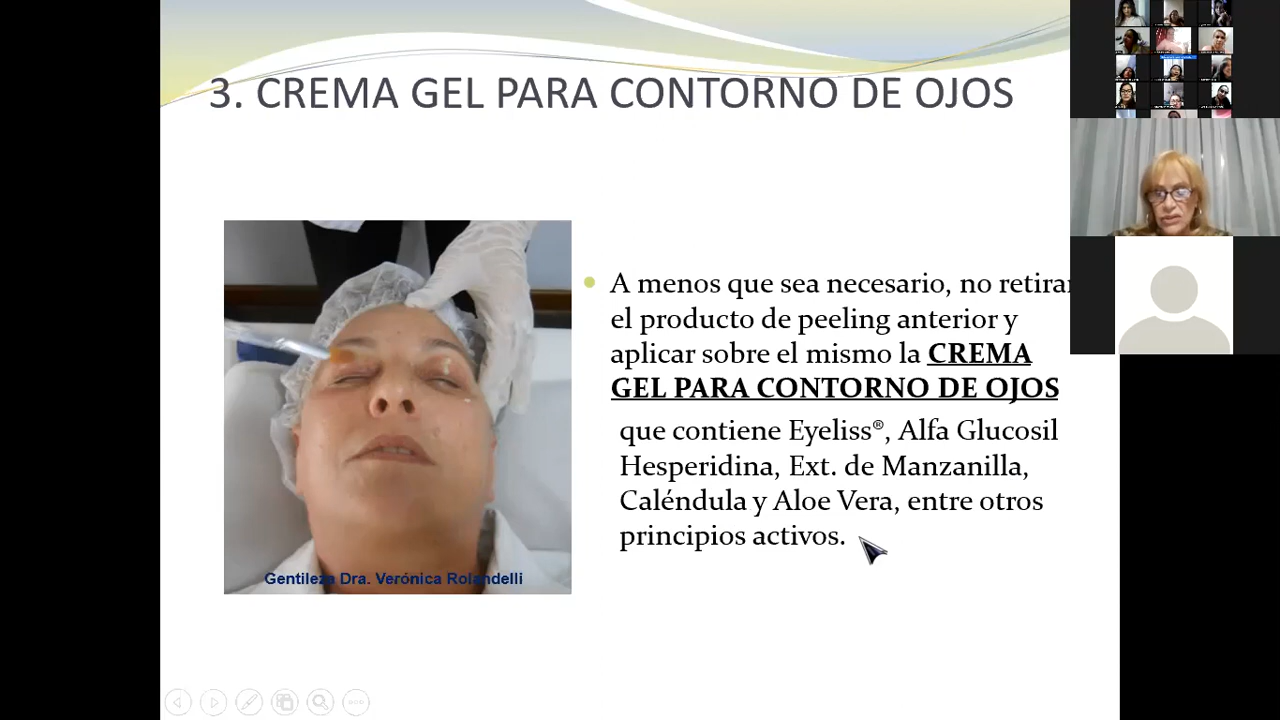 3. CREMA GEL PARA CONTORNO DE OJOS
A menos que sea necesario, no retirar
el producto de peeling anterior y
aplicar sobre el mismo la CREMA
GEL PARA CONTORNO DE OJOS
que contiene Eyeliss®, Alfa Glucosil
Hesperidina, Ext. de Manzanilla,
Caléndula y Aloe Vera, entre otros
principios activos.
Gentileza Dra. Verónica Rolandelli